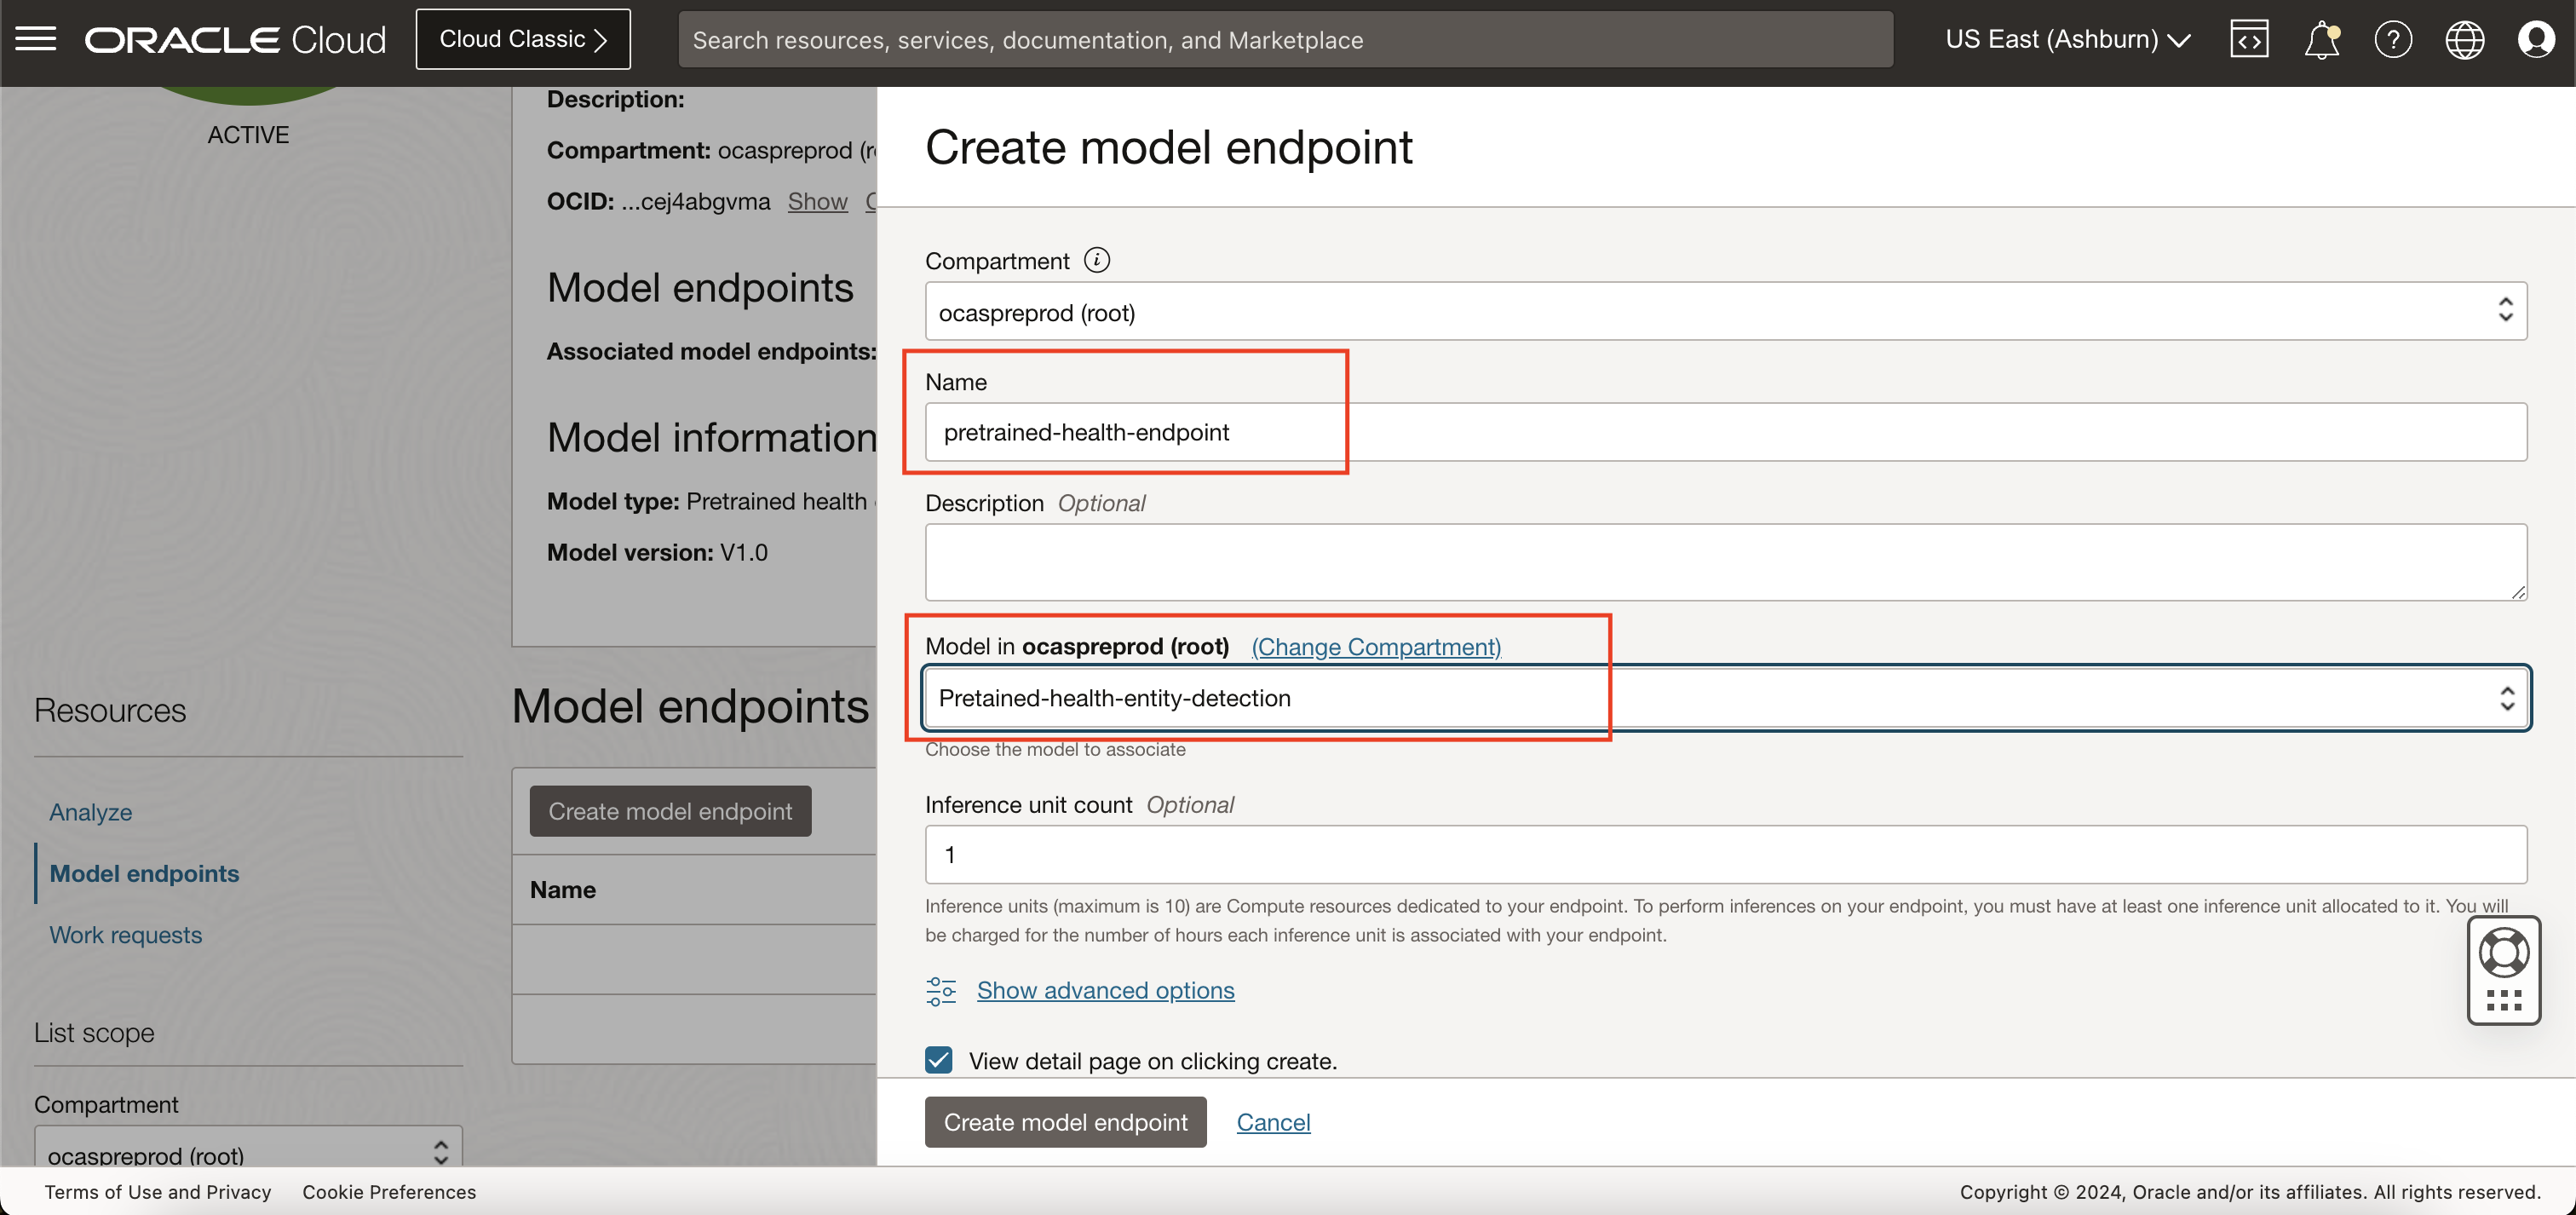 ORACLE Cloud
Cloud Classic
Search resources, services, documentation, and Marketplace
US East (Ashburn)
ACTIVE
Description:
Compartment: ocaspreprod
OCID: ...cej4abgvma Show
Model endpoints
Associated model endpoints:
Model information
Model type: Pretrained health
Model version: V1.0
Resources
Analyze
Model endpoints
Work requests
List scope
Compartment
ocaspreprod (root)
Model endpoints
Create model endpoint
Name
Create model endpoint
Compartment
ocaspreprod (root)
Name
pretrained-health-endpoint
Description Optional
Model in ocaspreprod (root) (Change Compartment)
Pretained-health-entity-detection
Choose the model to associate
Inference unit count Optional
1
Inference units (maximum is 10) are Compute resources dedicated to your endpoint. To perform inferences on your endpoint, you must have at least one inference unit allocated to it. You will
be charged for the number of hours each inference unit is associated with your endpoint.
Show advanced options
View detail page on clicking create.
Create model endpoint Cancel
Terms of Use and Privacy Cookie Preferences
Copyright © 2024, Oracle and/or its affiliates. All rights reserved.